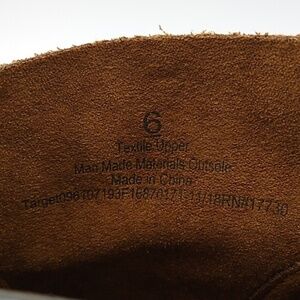 6
Textile Upper
Man Made Materials Outsole
Made in China